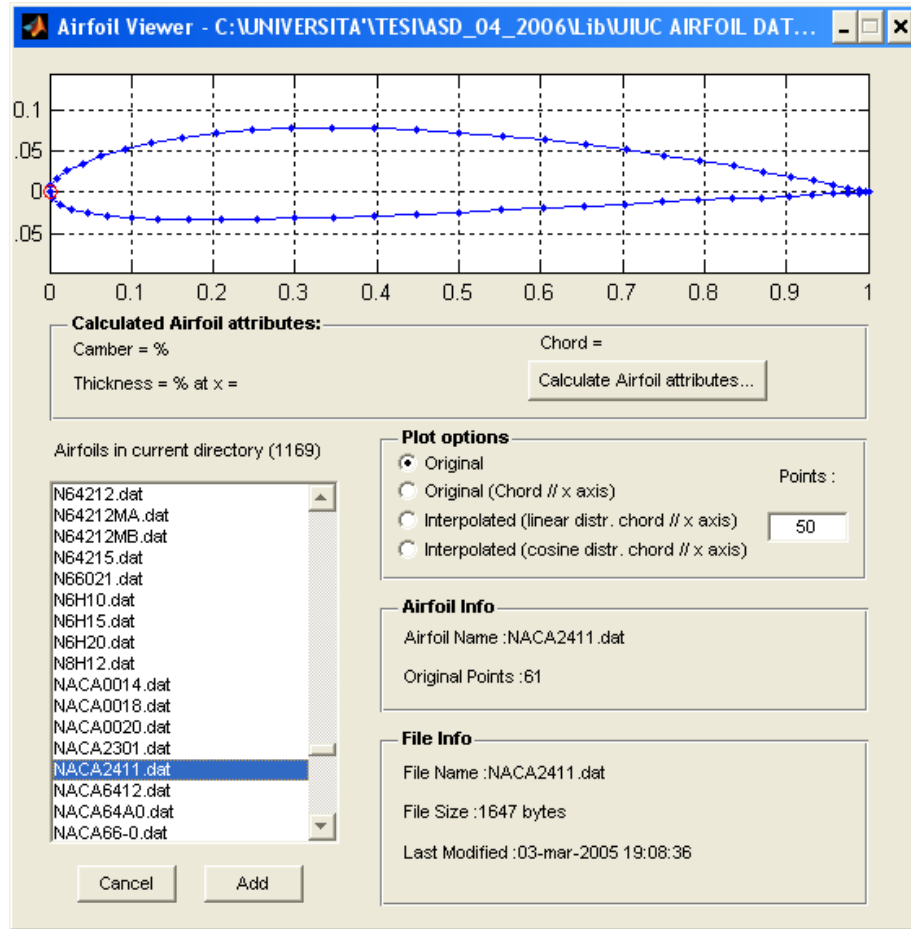 Airfoil Viewer - C:\UNIVERSITA'\TESI\ASD_04_2006\Lib\UIUC AIRFOIL DAT...
0.1
.05
0
.05
0 0.1 0.2 0.3 0.4 0.5 0.6 0.7 0.8 0.9 1
Calculated Airfoil attributes:
Camber = %
Chord =
Thickness = % at x =
Calculate Airfoil attributes...
Airfoils in current directory (1169)
N64212.dat
N64212MA.dat
N64212MB.dat
N64215.dat
N66021.dat
N6H10.dat
N6H15.dat
N6H20.dat
N8H12.dat
NACA0014.dat
NACA0018.dat
NACA0020.dat
NACA2301.dat
NACA2411.dat
NACA6412.dat
NACA64A0.dat
NACA66-0.dat
Cancel
Add
Plot options
Original
Original (Chord // x axis)
Interpolated (linear distr. chord // x axis)
Interpolated (cosine distr. chord // x axis)
Points :
50
Airfoil Info
Airfoil Name :NACA2411.dat
Original Points :61
File Info
File Name :NACA2411.dat
File Size :1647 bytes
Last Modified :03-mar-2005 19:08:36